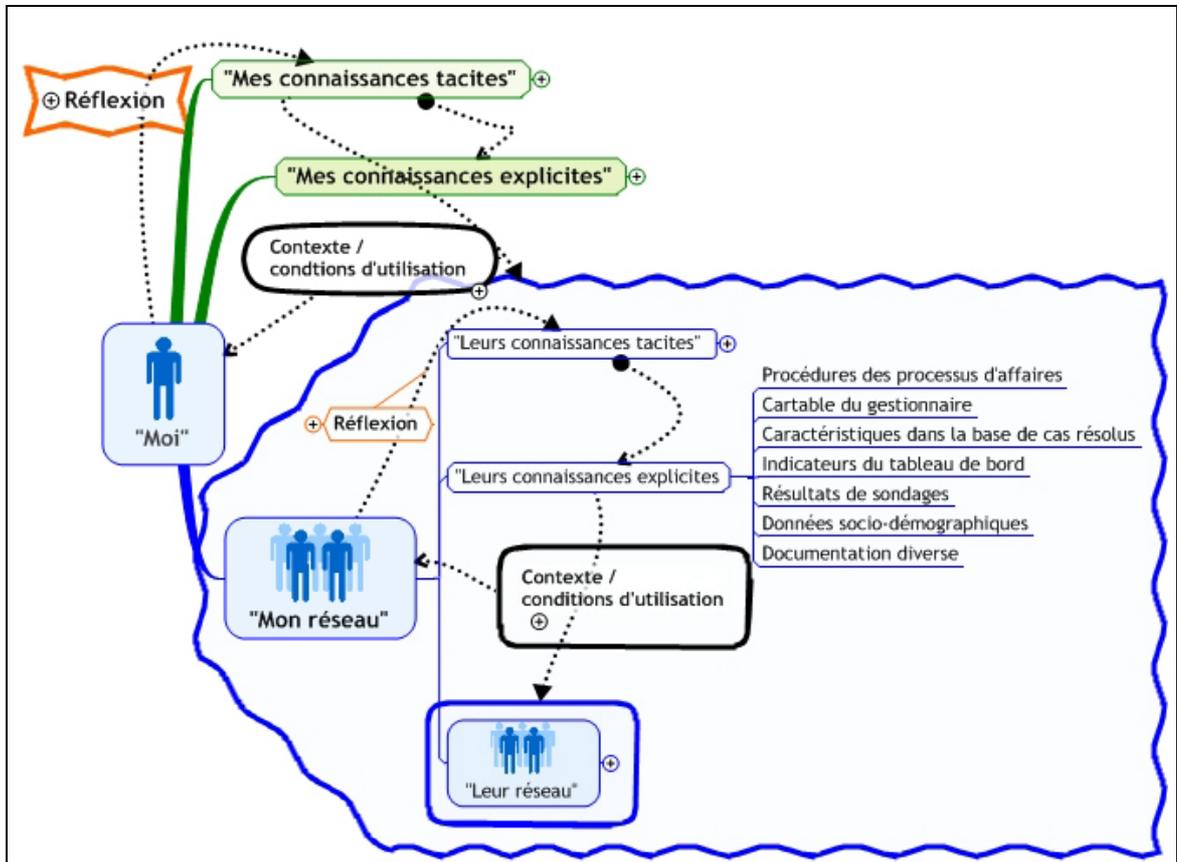 "Mes connaissances tacites"
Réflexion
"Mes connaissances explicites"
Contexte /
condtions d'utilisation
"Moi"
"Leurs connaissances tacites"
Réflexion
"Leurs connaissances explicites
Procédures des processus d'affaires
Cartable du gestionnaire
Caractéristiques dans la base de cas résolus
Indicateurs du tableau de bord
Résultats de sondages
Données socio-démographiques
Documentation diverse
"Mon réseau"
Contexte /
conditions d'utilisation
"Leur réseau"